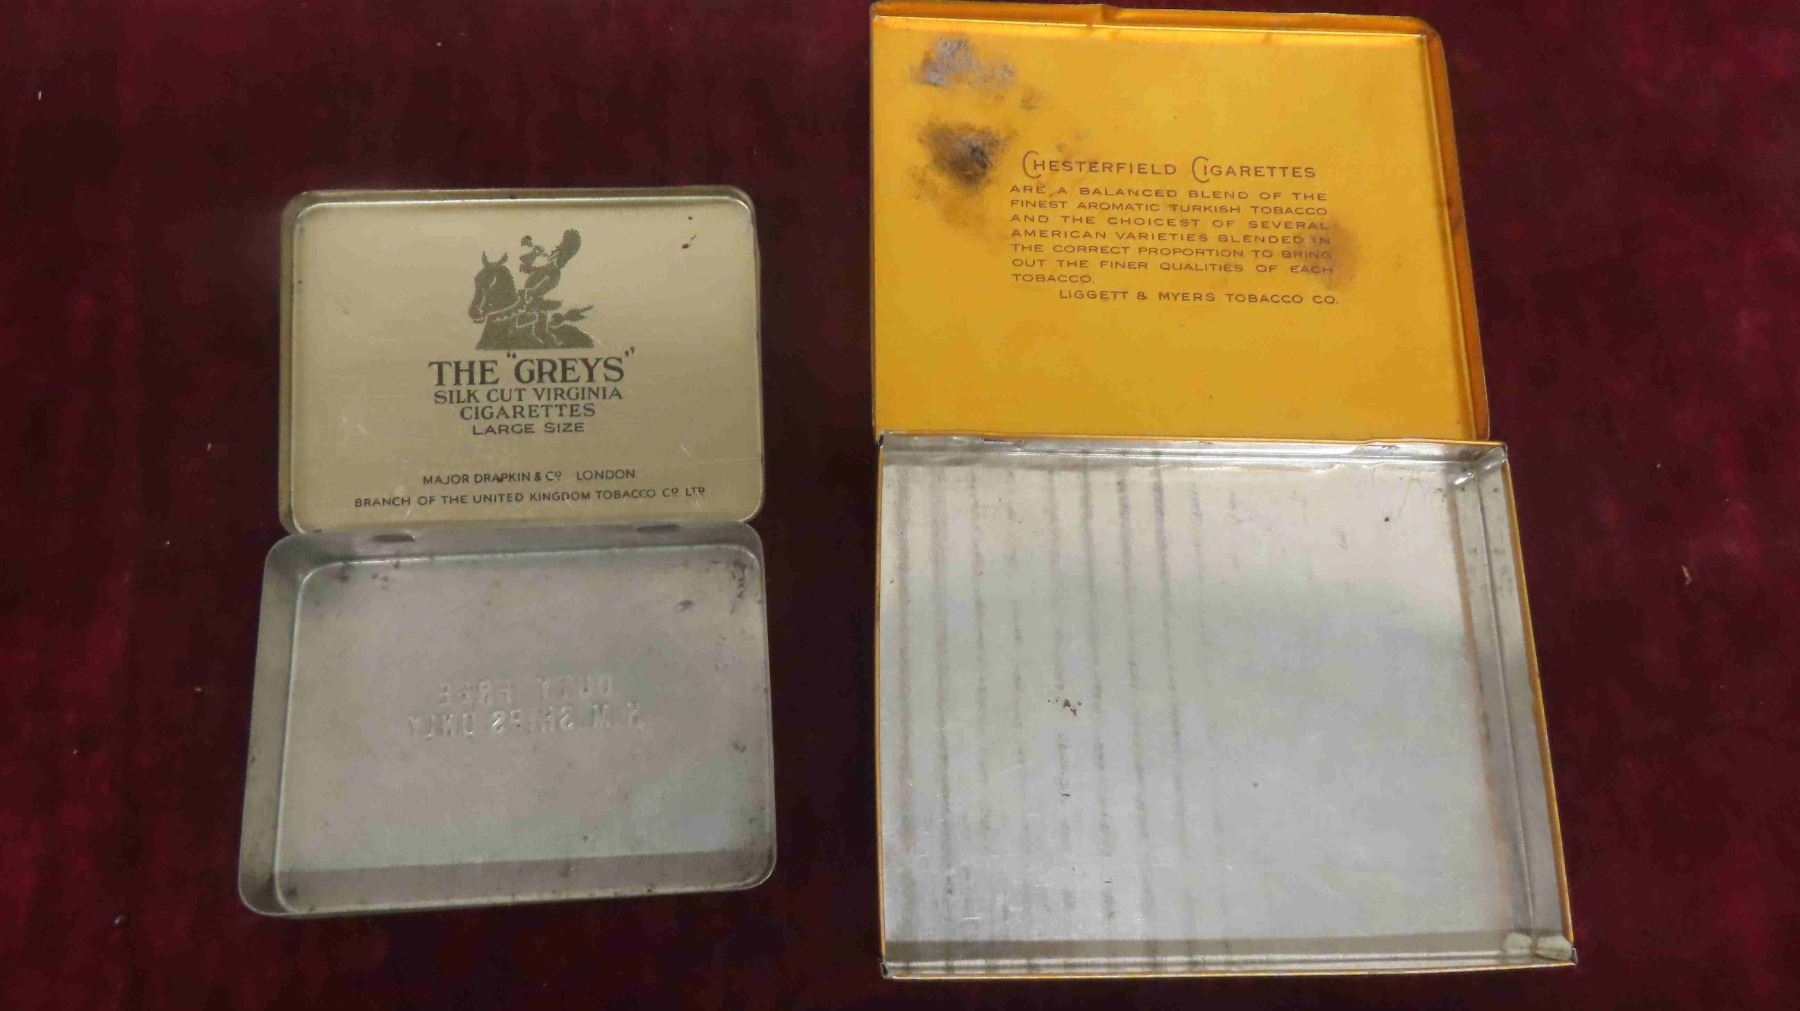 THE "GREYS"
SILK CUT VIRGINIA
CIGARETTES
LARGE SIZE
MAJOR DRAPKIN & Co LONDON
BRANCH OF THE UNITED KINGDOM TOBACCO Co LTD
DUTY FREE
H.M. SHIPS ONLY
CHESTERFIELD CIGARETTES
ARE A BALANCED BLEND OF THE
FINEST AROMATIC TURKISH TOBACCO
AND THE CHOICEST OF SEVERAL
AMERICAN VARIETIES BLENDED IN
THE CORRECT PROPORTION TO BRING
OUT THE FINER QUALITIES OF EACH
TOBACCO.
LIGGETT & MYERS TOBACCO CO.